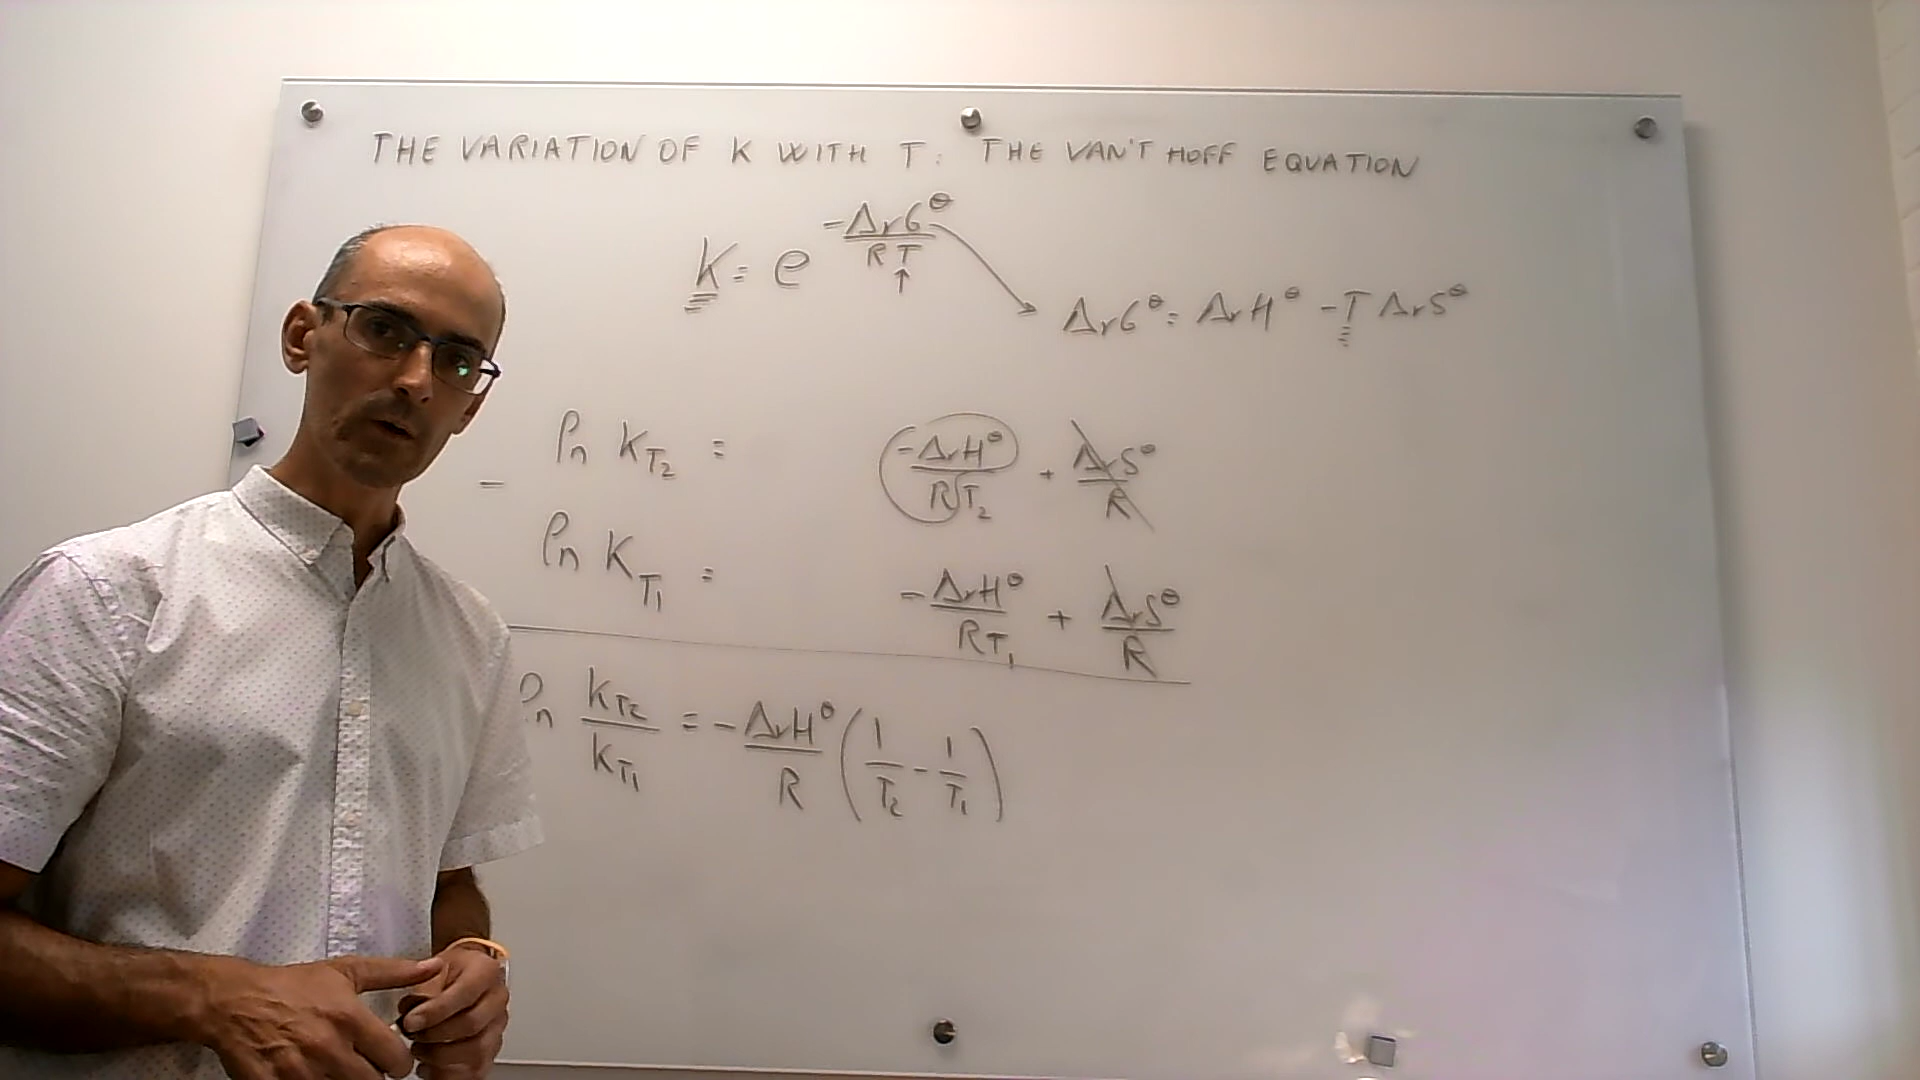 THE VARIATION OF K WITH T: THE VAN'T HOFF EQUATION
K = e^(-ΔrG⊖/RT)
ΔrG⊖ = ΔrH⊖ - T ΔrS⊖
- ln K_T2 = -ΔrH⊖/RT2 + ΔrS⊖/R
ln K_T1 = -ΔrH⊖/RT1 + ΔrS⊖/R
ln K_T2/K_T1 = -ΔrH⊖/R (1/T2 - 1/T1)